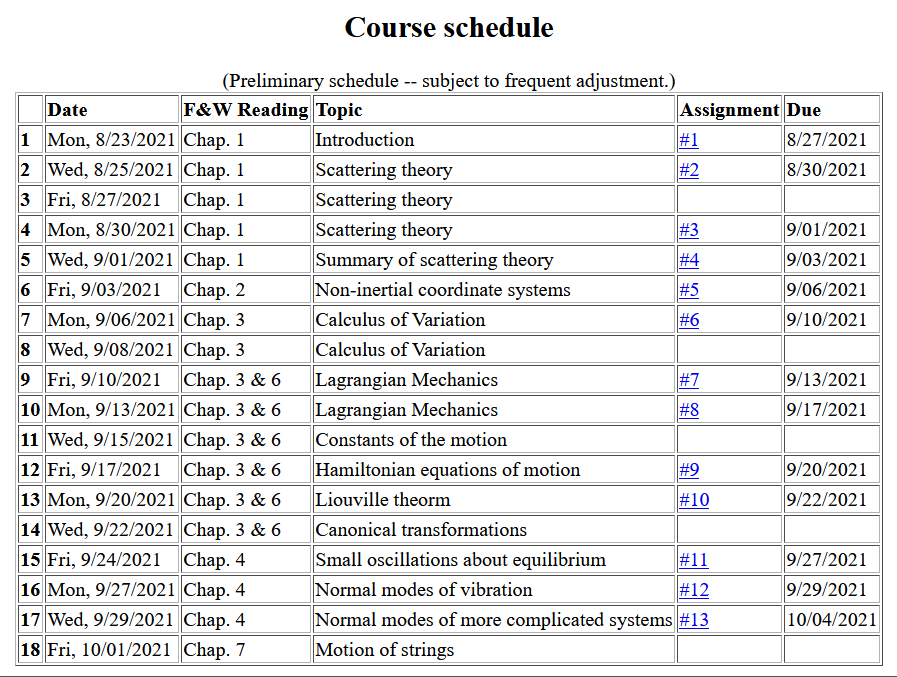 Course schedule
(Preliminary schedule -- subject to frequent adjustment.)
Date F&W Reading Topic Assignment Due
1 Mon, 8/23/2021 Chap. 1 Introduction #1 8/27/2021
2 Wed, 8/25/2021 Chap. 1 Scattering theory #2 8/30/2021
3 Fri, 8/27/2021 Chap. 1 Scattering theory
4 Mon, 8/30/2021 Chap. 1 Scattering theory #3 9/01/2021
5 Wed, 9/01/2021 Chap. 1 Summary of scattering theory #4 9/03/2021
6 Fri, 9/03/2021 Chap. 2 Non-inertial coordinate systems #5 9/06/2021
7 Mon, 9/06/2021 Chap. 3 Calculus of Variation #6 9/10/2021
8 Wed, 9/08/2021 Chap. 3 Calculus of Variation
9 Fri, 9/10/2021 Chap. 3 & 6 Lagrangian Mechanics #7 9/13/2021
10 Mon, 9/13/2021 Chap. 3 & 6 Lagrangian Mechanics #8 9/17/2021
11 Wed, 9/15/2021 Chap. 3 & 6 Constants of the motion
12 Fri, 9/17/2021 Chap. 3 & 6 Hamiltonian equations of motion #9 9/20/2021
13 Mon, 9/20/2021 Chap. 3 & 6 Liouville theorm #10 9/22/2021
14 Wed, 9/22/2021 Chap. 3 & 6 Canonical transformations
15 Fri, 9/24/2021 Chap. 4 Small oscillations about equilibrium #11 9/27/2021
16 Mon, 9/27/2021 Chap. 4 Normal modes of vibration #12 9/29/2021
17 Wed, 9/29/2021 Chap. 4 Normal modes of more complicated systems #13 10/04/2021
18 Fri, 10/01/2021 Chap. 7 Motion of strings